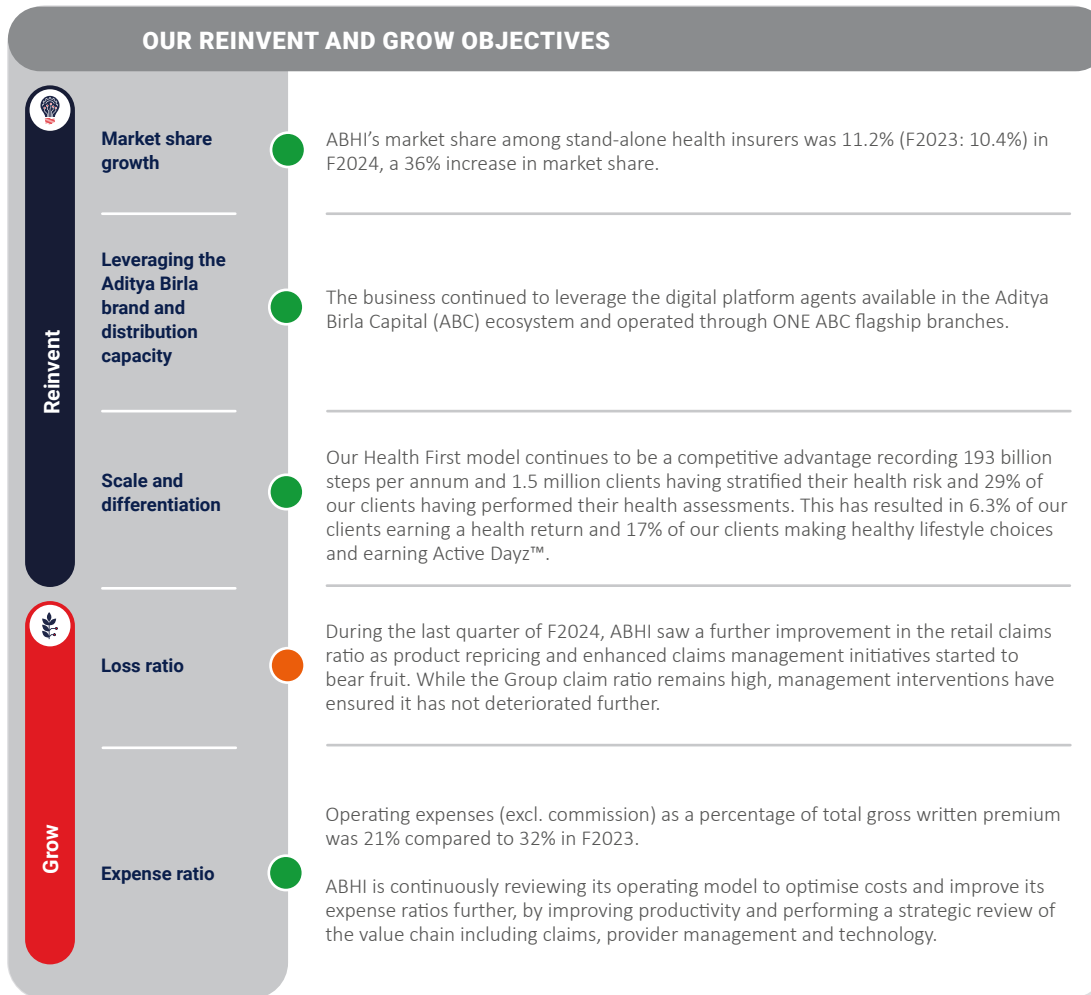 OUR REINVENT AND GROW OBJECTIVES
Reinvent
Market share
growth
ABHI’s market share among stand-alone health insurers was 11.2% (F2023: 10.4%) in
F2024, a 36% increase in market share.
Leveraging the
Aditya Birla
brand and
distribution
capacity
The business continued to leverage the digital platform agents available in the Aditya
Birla Capital (ABC) ecosystem and operated through ONE ABC flagship branches.
Scale and
differentiation
Our Health First model continues to be a competitive advantage recording 193 billion
steps per annum and 1.5 million clients having stratified their health risk and 29% of
our clients having performed their health assessments. This has resulted in 6.3% of our
clients earning a health return and 17% of our clients making healthy lifestyle choices
and earning Active Dayz™.
Grow
Loss ratio
During the last quarter of F2024, ABHI saw a further improvement in the retail claims
ratio as product repricing and enhanced claims management initiatives started to
bear fruit. While the Group claim ratio remains high, management interventions have
ensured it has not deteriorated further.
Expense ratio
Operating expenses (excl. commission) as a percentage of total gross written premium
was 21% compared to 32% in F2023.
ABHI is continuously reviewing its operating model to optimise costs and improve its
expense ratios further, by improving productivity and performing a strategic review of
the value chain including claims, provider management and technology.